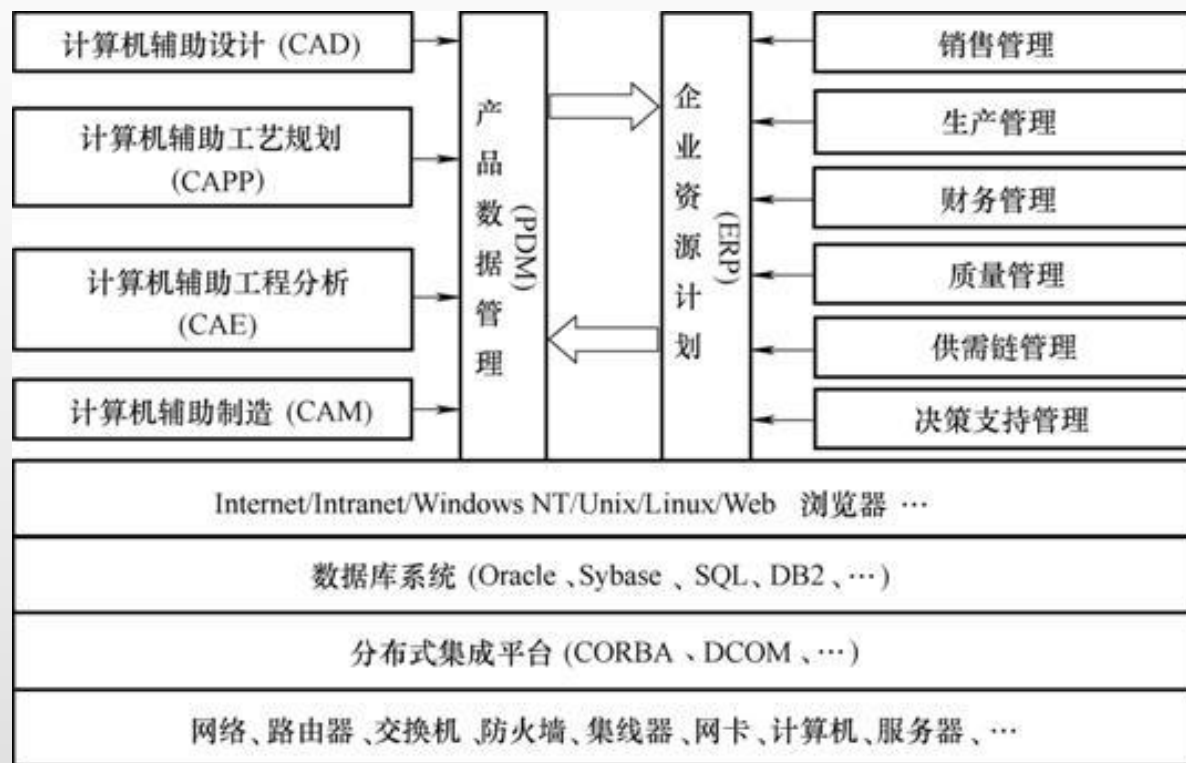 计算机辅助设计 (CAD)
计算机辅助工艺规划
(CAPP)
计算机辅助工程分析
(CAE)
计算机辅助制造 (CAM)
产品数据管理
(PDM)
企业资源计划
(ERP)
销售管理
生产管理
财务管理
质量管理
供需链管理
决策支持管理
Internet/Intranet/Windows NT/Unix/Linux/Web 浏览器 …
数据库系统 (Oracle、Sybase、SQL、DB2、…)
分布式集成平台 (CORBA、DCOM、…)
网络、路由器、交换机、防火墙、集线器、网卡、计算机、服务器、…